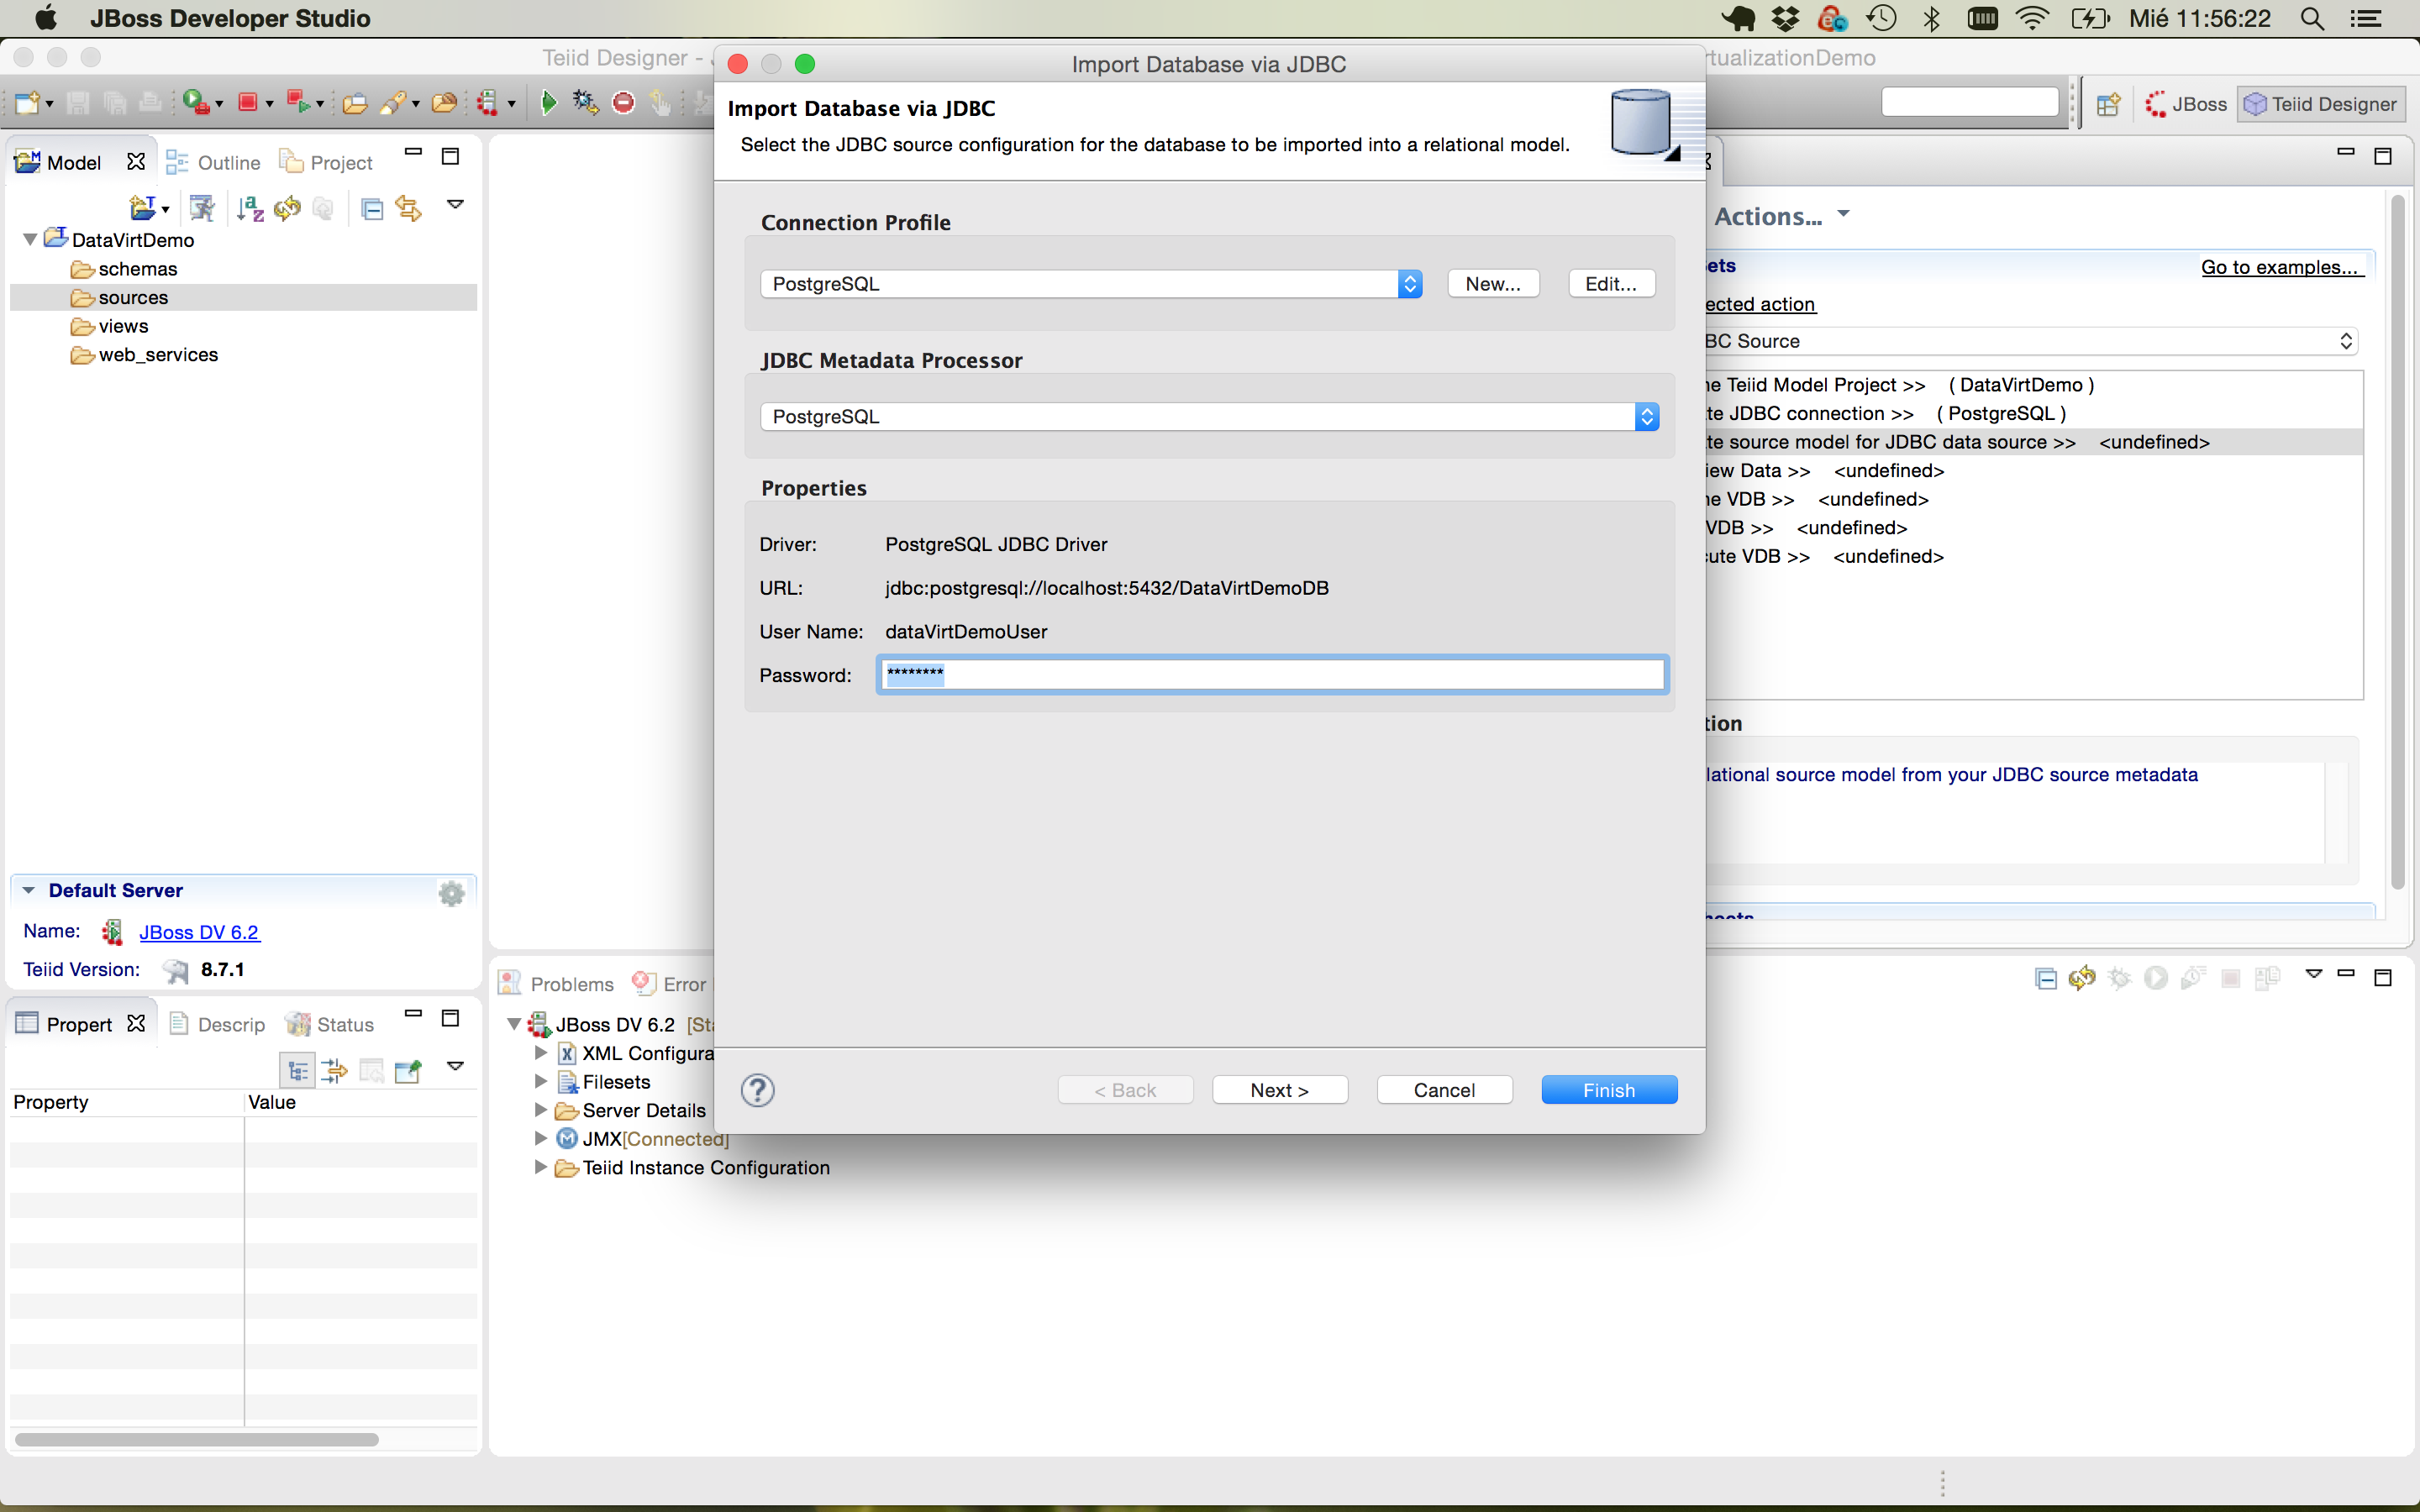 JBoss Developer Studio
Mié 11:56:22
Teiid Designer -
Import Database via JDBC
tualizationDemo
JBoss
Teiid Designer
Import Database via JDBC
Select the JDBC source configuration for the database to be imported into a relational model.
Model
Outline
Project
DataVirtDemo
schemas
sources
views
web_services
Connection Profile
PostgreSQL
New...
Edit...
JDBC Metadata Processor
PostgreSQL
Properties
Driver: PostgreSQL JDBC Driver
URL: jdbc:postgresql://localhost:5432/DataVirtDemoDB
User Name: dataVirtDemoUser
Password: ********
< Back
Next >
Cancel
Finish
Actions...
ets
Go to examples...
ected action
BC Source
e Teiid Model Project >> ( DataVirtDemo )
te JDBC connection >> ( PostgreSQL )
te source model for JDBC data source >> <undefined>
iew Data >> <undefined>
e VDB >> <undefined>
VDB >> <undefined>
ute VDB >> <undefined>
tion
lational source model from your JDBC source metadata
Default Server
Name: JBoss DV 6.2
Teiid Version: 8.7.1
Propert
Descrip
Status
Property Value
Problems
Error
JBoss DV 6.2 [Sta
XML Configura
Filesets
Server Details
JMX[Connected]
Teiid Instance Configuration